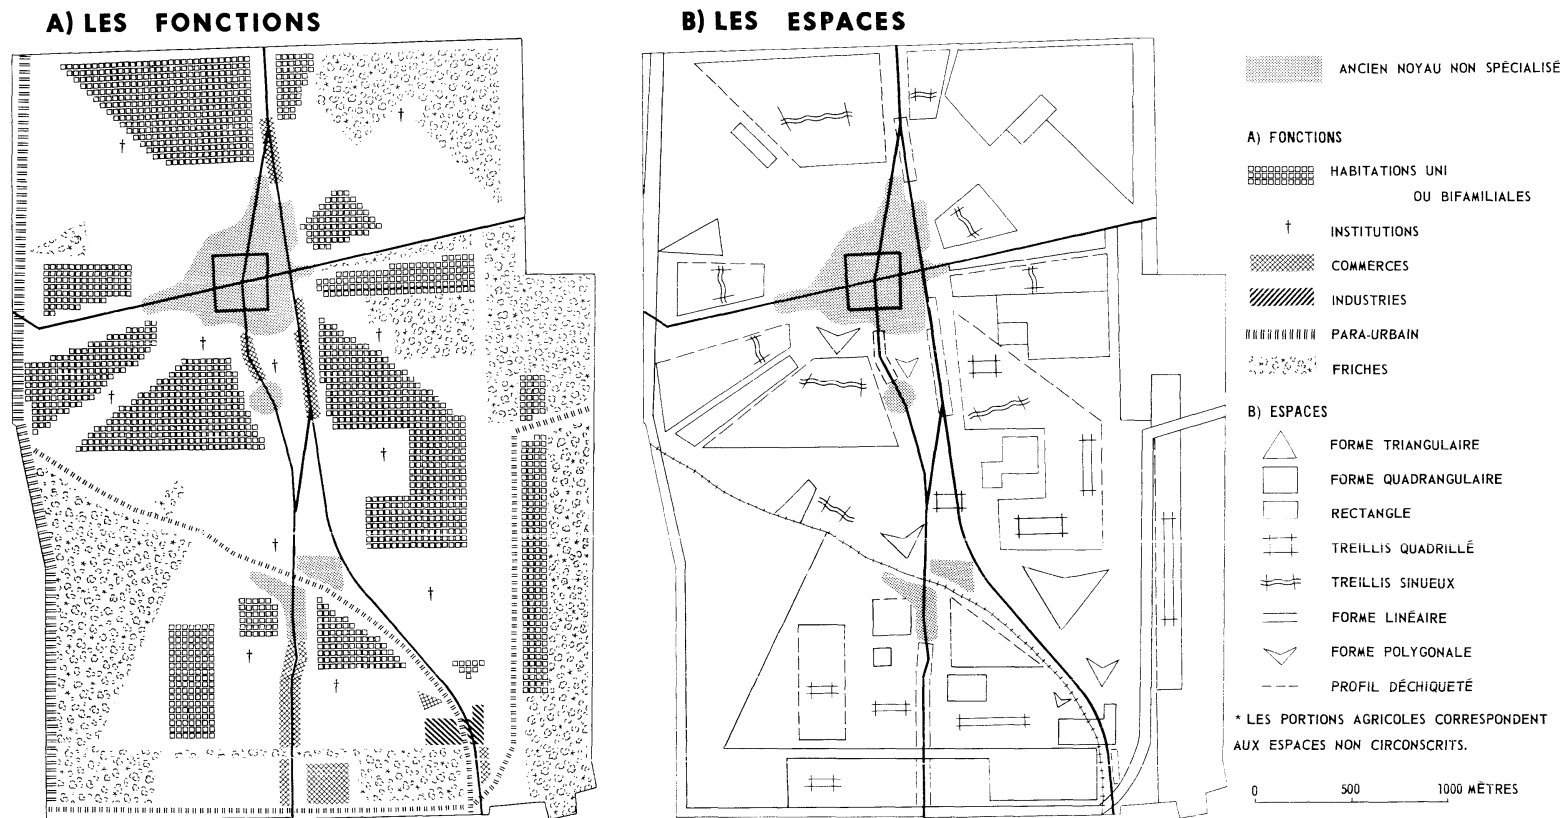 A) LES FONCTIONS
B) LES ESPACES
ANCIEN NOYAU NON SPÉCIALISÉ
A) FONCTIONS
HABITATIONS UNI
OU BIFAMILIALES
INSTITUTIONS
COMMERCES
INDUSTRIES
PARA-URBAIN
FRICHES
B) ESPACES
FORME TRIANGULAIRE
FORME QUADRANGULAIRE
RECTANGLE
TREILLIS QUADRILLÉ
TREILLIS SINUEUX
FORME LINÉAIRE
FORME POLYGONALE
PROFIL DÉCHIQUETÉ
* LES PORTIONS AGRICOLES CORRESPONDENT
AUX ESPACES NON CIRCONSCRITS.
0 500 1000 MÈTRES